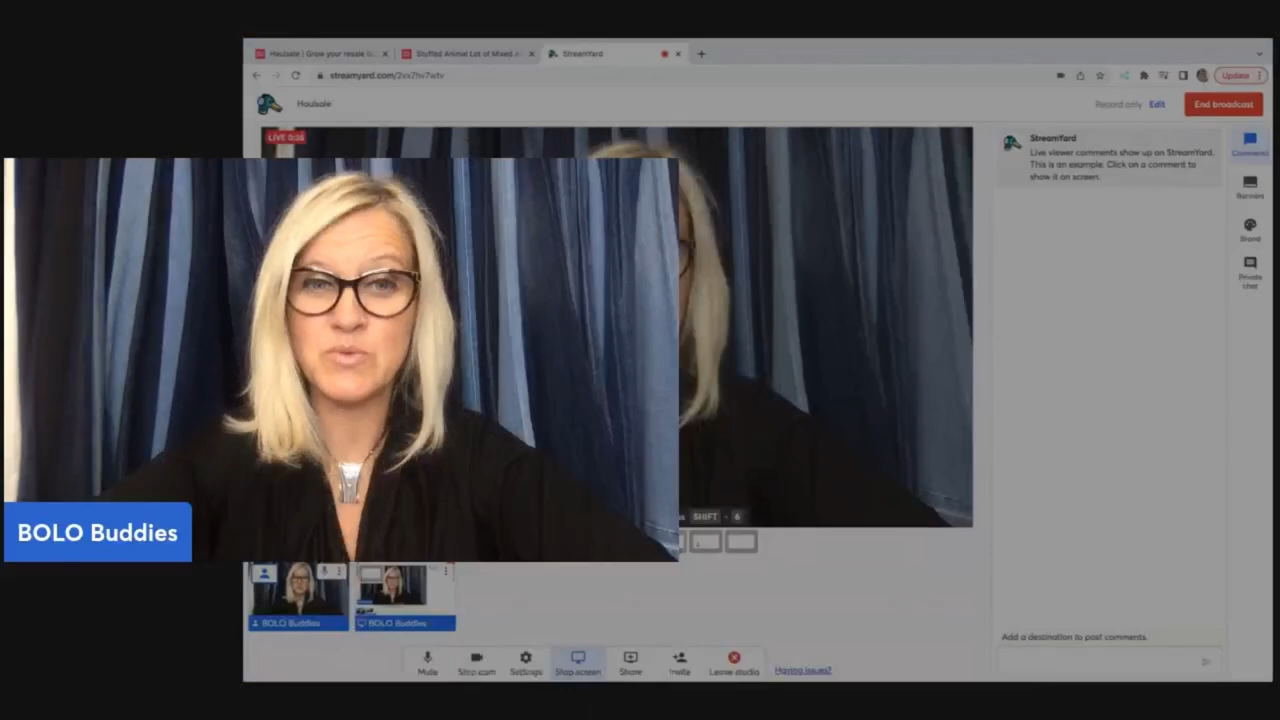 Haulsale | Grow your resale b
Stuffed Animal Lot of Mixed A
StreamYard
streamyard.com/2vx7hv7wtv
Update
Haulsale
Record only
Edit
End broadcast
LIVE 0:36
StreamYard
Live viewer comments show up on StreamYard.
This is an example. Click on a comment to
show it on screen.
Comments
Banners
Brand
Private
chat
SHIFT - 6
BOLO Buddies
BOLO Buddies
BOLO Buddies
Add a destination to post comments.
Mute
Stop cam
Settings
Stop screen
Share
Invite
Leave studio
Having issues?